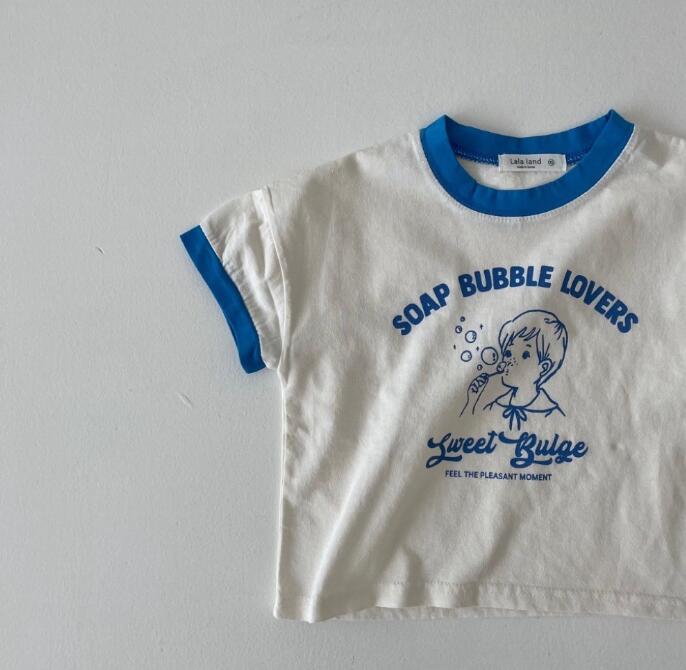 Lala land
SOAP BUBBLE LOVERS
Sweet Bulge
FEEL THE PLEASANT MOMENT